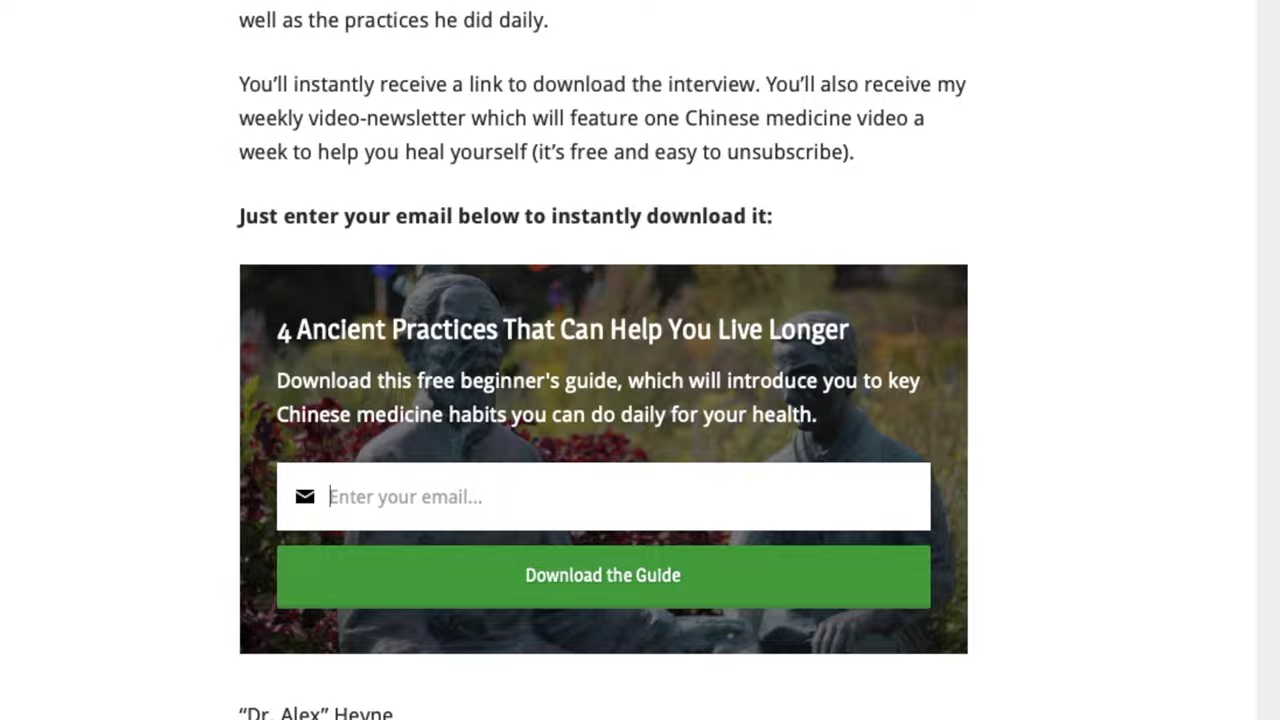 well as the practices he did daily.
You’ll instantly receive a link to download the interview. You’ll also receive my
weekly video-newsletter which will feature one Chinese medicine video a
week to help you heal yourself (it’s free and easy to unsubscribe).
Just enter your email below to instantly download it:
4 Ancient Practices That Can Help You Live Longer
Download this free beginner's guide, which will introduce you to key
Chinese medicine habits you can do daily for your health.
Enter your email...
Download the Guide
“Dr. Alex” Heyne